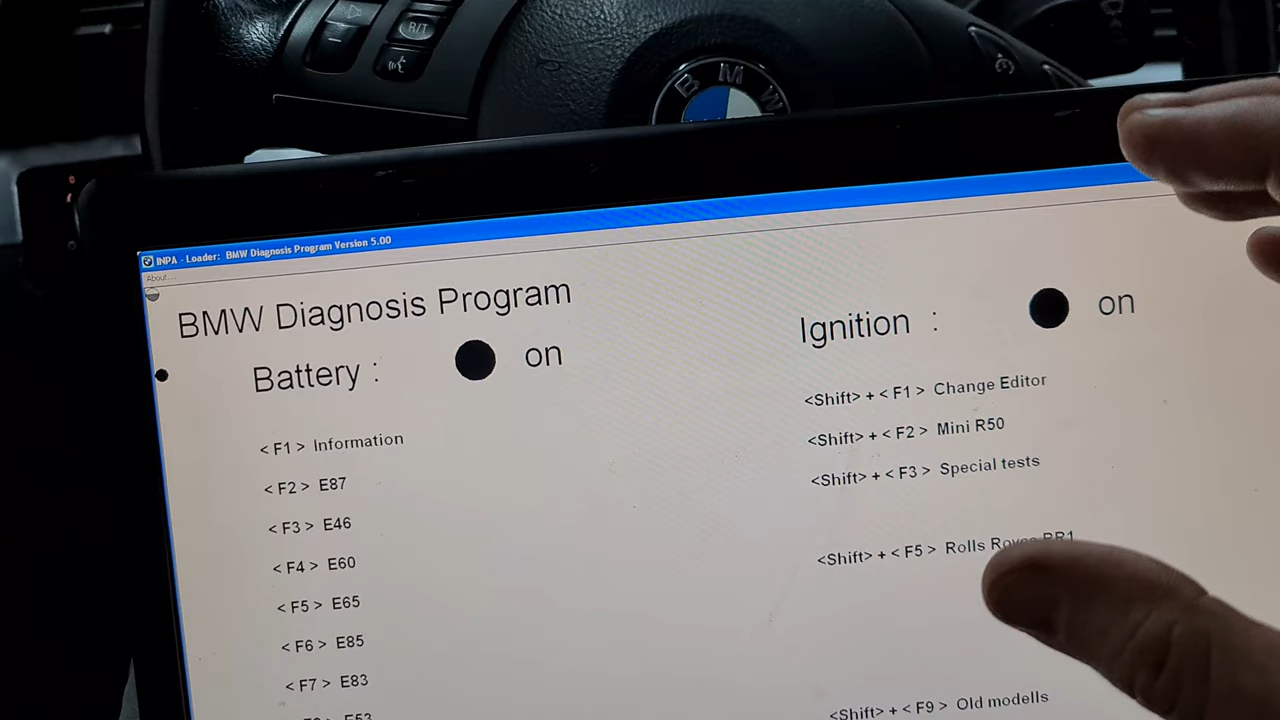 R/T
BMW
INPA - Loader: BMW Diagnosis Program Version 5.00
About...
BMW Diagnosis Program
Battery : on
Ignition : on
<Shift> + < F1 > Change Editor
<Shift> + < F2 > Mini R50
<Shift> + < F3 > Special tests
<Shift> + < F5 > Rolls Royce RR1
<Shift> + < F9 > Old modells
< F1 > Information
< F2 > E87
< F3 > E46
< F4 > E60
< F5 > E65
< F6 > E85
< F7 > E83
E53